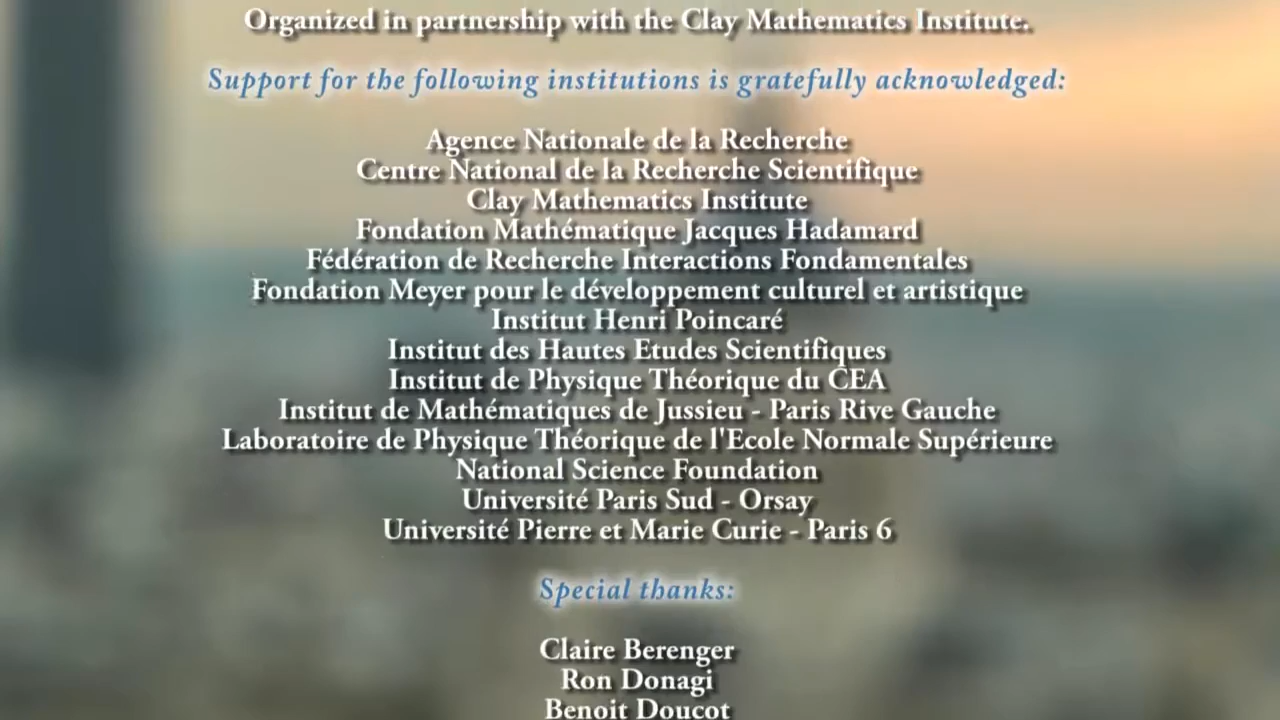 Organized in partnership with the Clay Mathematics Institute.
Support for the following institutions is gratefully acknowledged:
Agence Nationale de la Recherche
Centre National de la Recherche Scientifique
Clay Mathematics Institute
Fondation Mathématique Jacques Hadamard
Fédération de Recherche Interactions Fondamentales
Fondation Meyer pour le développement culturel et artistique
Institut Henri Poincaré
Institut des Hautes Etudes Scientifiques
Institut de Physique Théorique du CEA
Institut de Mathématiques de Jussieu - Paris Rive Gauche
Laboratoire de Physique Théorique de l'Ecole Normale Supérieure
National Science Foundation
Université Paris Sud - Orsay
Université Pierre et Marie Curie - Paris 6
Special thanks:
Claire Berenger
Ron Donagi
Benoit Doucot